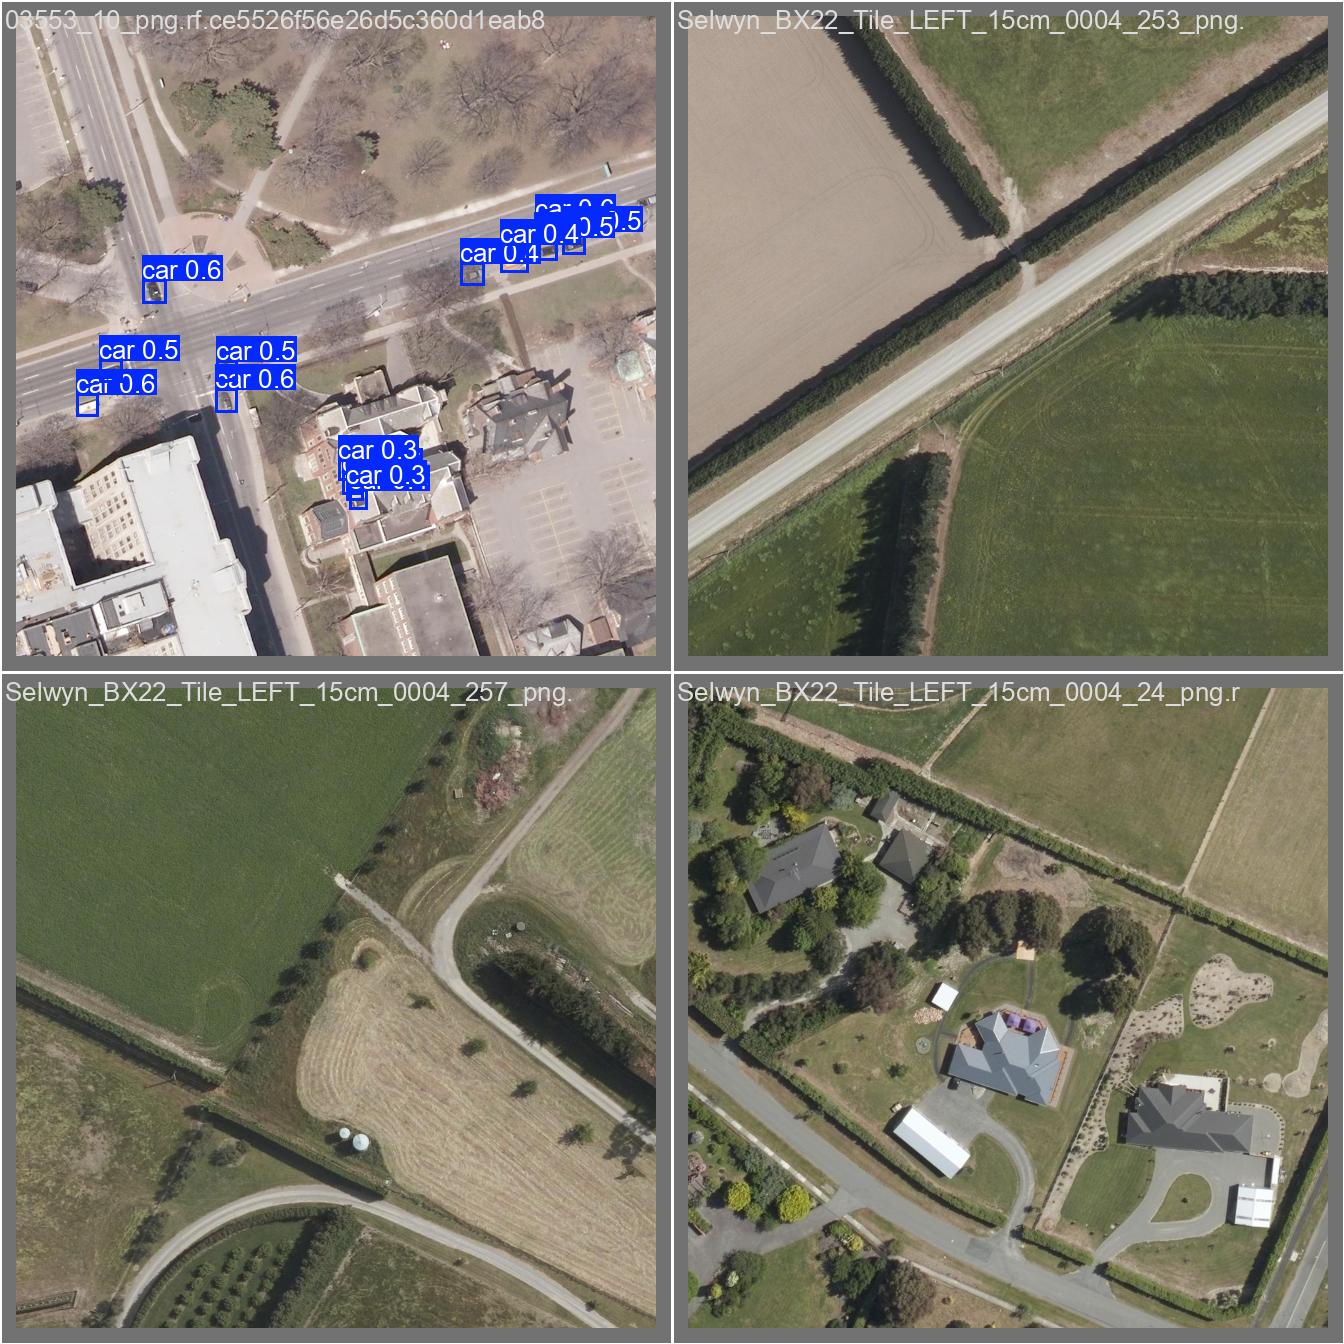 03553_10_png.rf.ce5526f56e26d5c360d1eab8
Selwyn_BX22_Tile_LEFT_15cm_0004_253_png.
car 0.6
0.5
.5
car 0.4
car 0.4
car 0.6
car 0.5
car 0.5
car 0.6
car 0.6
car 0.3
car 0.3
Selwyn_BX22_Tile_LEFT_15cm_0004_257_png.
Selwyn_BX22_Tile_LEFT_15cm_0004_24_png.r